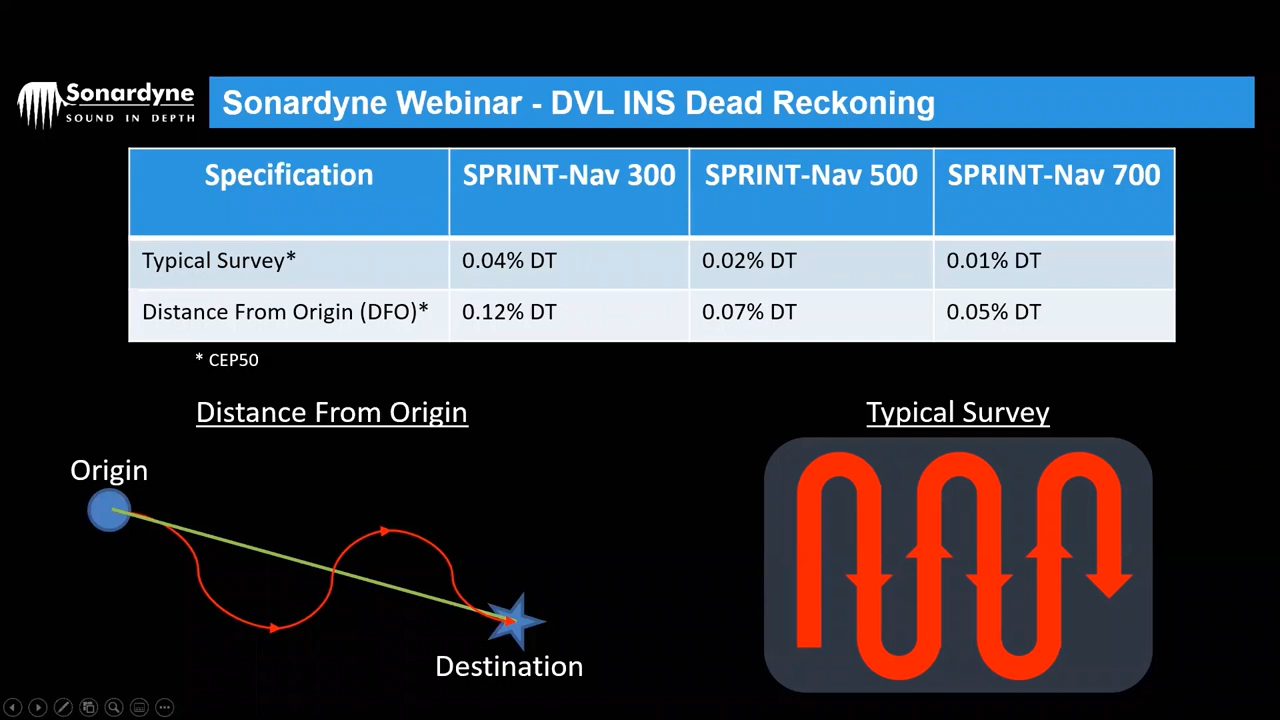 Sonardyne
SOUND IN DEPTH
Sonardyne Webinar - DVL INS Dead Reckoning
Specification SPRINT-Nav 300 SPRINT-Nav 500 SPRINT-Nav 700
Typical Survey* 0.04% DT 0.02% DT 0.01% DT
Distance From Origin (DFO)* 0.12% DT 0.07% DT 0.05% DT
* CEP50
Distance From Origin
Typical Survey
Origin
Destination